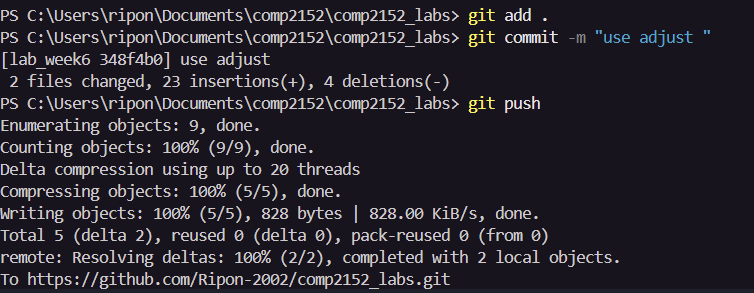 PS C:\Users\ripon\Documents\comp2152\comp2152_labs> git add .
PS C:\Users\ripon\Documents\comp2152\comp2152_labs> git commit -m "use adjust "
[lab_week6 348f4b0] use adjust
 2 files changed, 23 insertions(+), 4 deletions(-)
PS C:\Users\ripon\Documents\comp2152\comp2152_labs> git push
Enumerating objects: 9, done.
Counting objects: 100% (9/9), done.
Delta compression using up to 20 threads
Compressing objects: 100% (5/5), done.
Writing objects: 100% (5/5), 828 bytes | 828.00 KiB/s, done.
Total 5 (delta 2), reused 0 (delta 0), pack-reused 0 (from 0)
remote: Resolving deltas: 100% (2/2), completed with 2 local objects.
To https://github.com/Ripon-2002/comp2152_labs.git